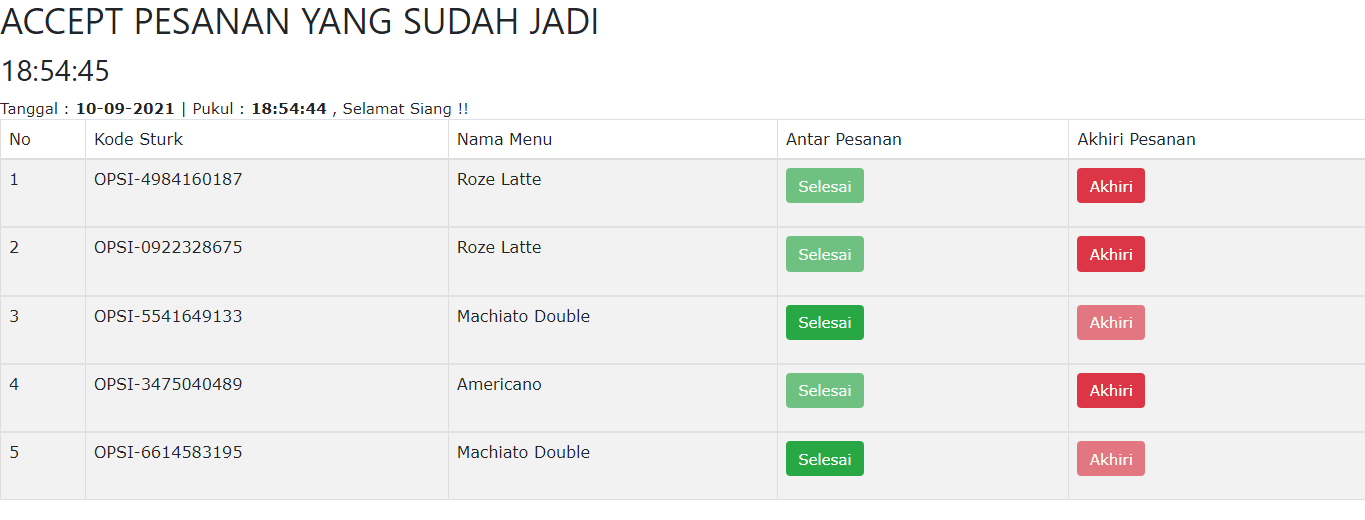 ACCEPT PESANAN YANG SUDAH JADI
18:54:45
Tanggal : 10-09-2021 | Pukul : 18:54:44 , Selamat Siang !!
No Kode Sturk Nama Menu Antar Pesanan Akhiri Pesanan
1 OPSI-4984160187 Roze Latte Selesai Akhiri
2 OPSI-0922328675 Roze Latte Selesai Akhiri
3 OPSI-5541649133 Machiato Double Selesai Akhiri
4 OPSI-3475040489 Americano Selesai Akhiri
5 OPSI-6614583195 Machiato Double Selesai Akhiri